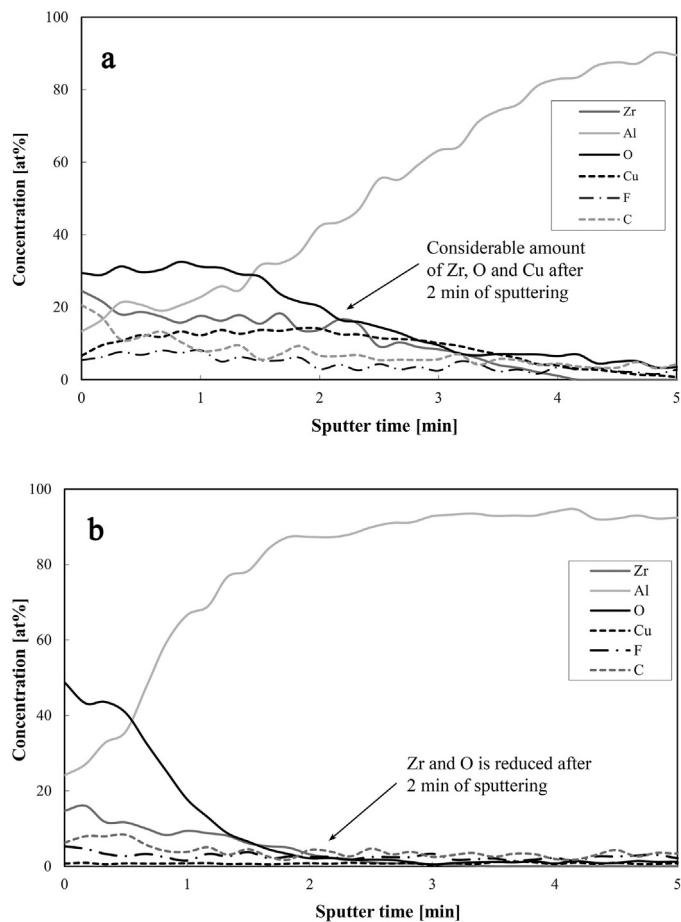 100
a
80
60
40
20
0
Concentration [at%]
Zr
Al
O
Cu
F
C
Considerable amount
of Zr, O and Cu after
2 min of sputtering
0 1 2 3 4 5
Sputter time [min]
100
b
80
60
40
20
0
Concentration [at%]
Zr
Al
O
Cu
F
C
Zr and O is reduced after
2 min of sputtering
0 1 2 3 4 5
Sputter time [min]